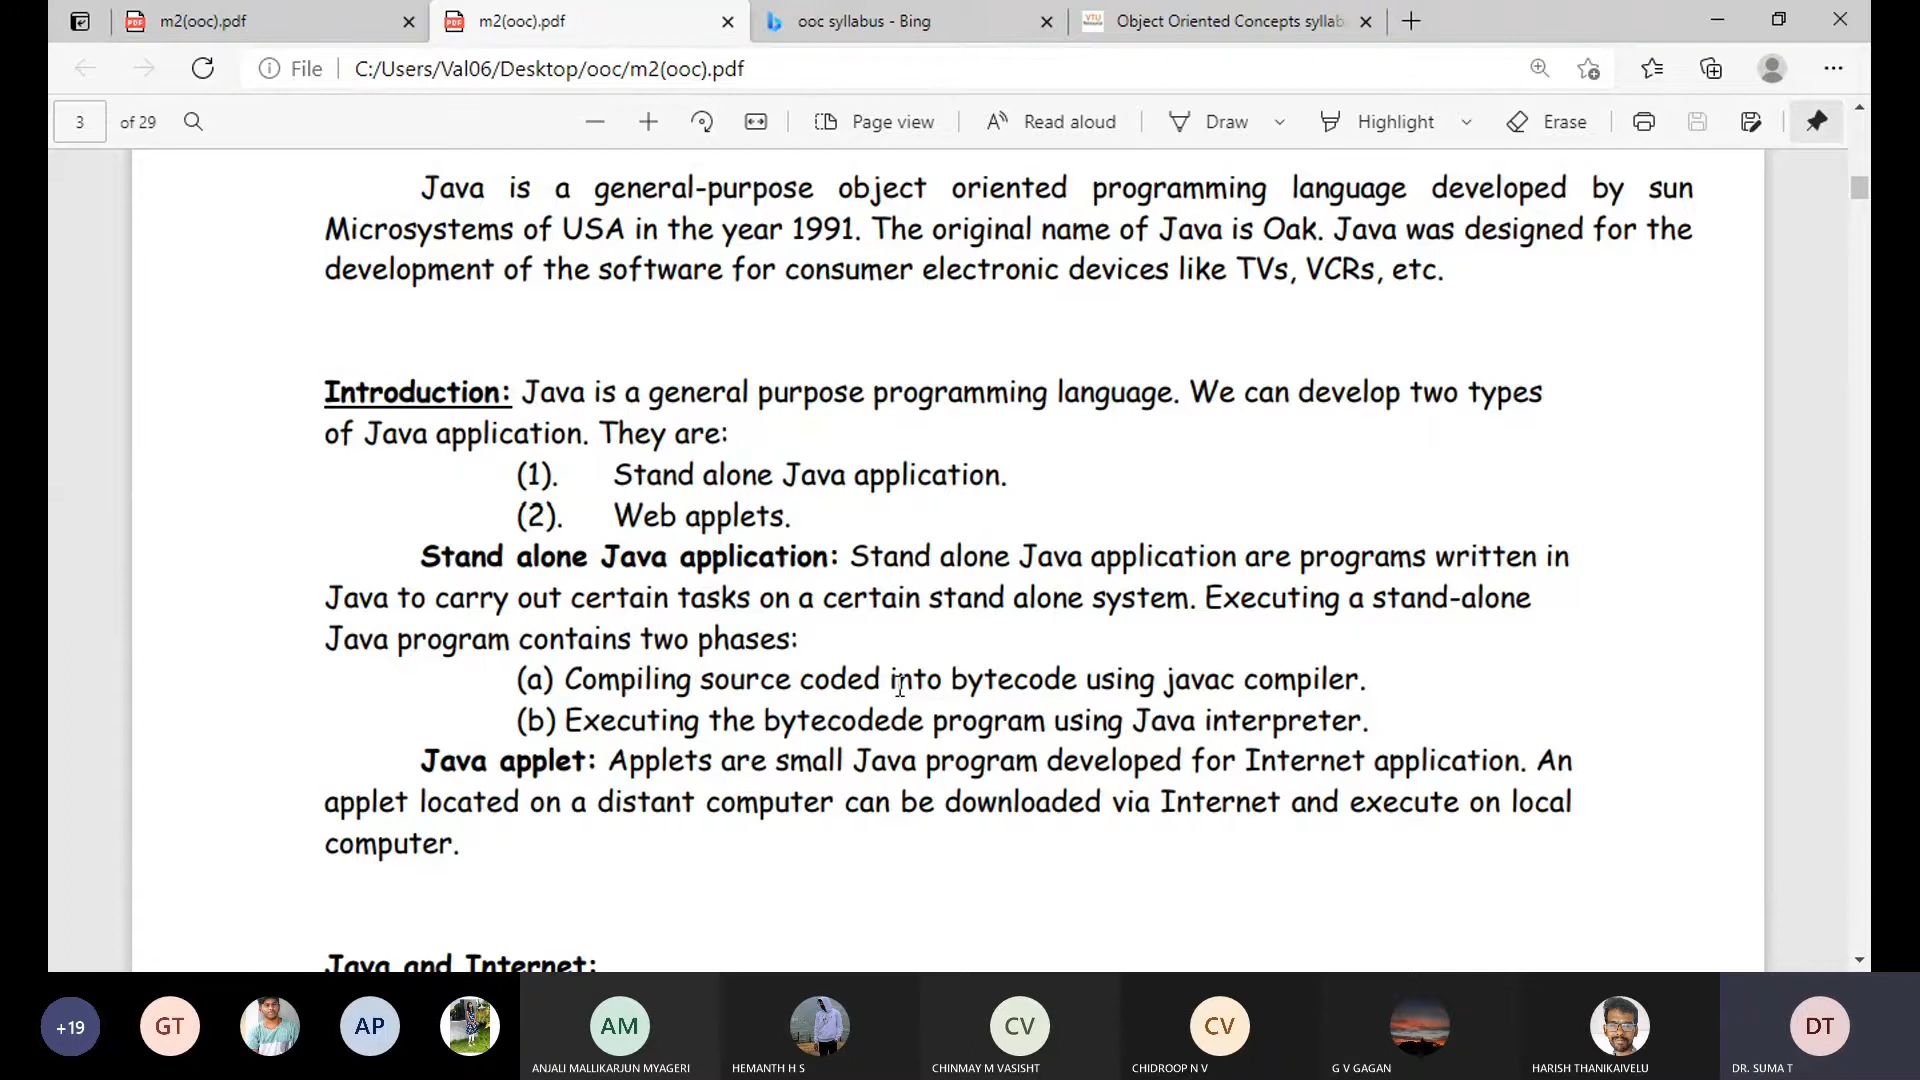 m2(ooc).pdf
m2(ooc).pdf
ooc syllabus - Bing
Object Oriented Concepts syllab
File
C:/Users/Val06/Desktop/ooc/m2(ooc).pdf
3 of 29
Page view
Read aloud
Draw
Highlight
Erase
Java is a general-purpose object oriented programming language developed by sun
Microsystems of USA in the year 1991. The original name of Java is Oak. Java was designed for the
development of the software for consumer electronic devices like TVs, VCRs, etc.
Introduction: Java is a general purpose programming language. We can develop two types
of Java application. They are:
(1). Stand alone Java application.
(2). Web applets.
Stand alone Java application: Stand alone Java application are programs written in
Java to carry out certain tasks on a certain stand alone system. Executing a stand-alone
Java program contains two phases:
(a) Compiling source coded into bytecode using javac compiler.
(b) Executing the bytecodede program using Java interpreter.
Java applet: Applets are small Java program developed for Internet application. An
applet located on a distant computer can be downloaded via Internet and execute on local
computer.
Java and Internet:
+19
GT
AP
AM
CV
CV
DT
ANJALI MALLIKARJUN MYAGERI
HEMANTH H S
CHINMAY M VASISHT
CHIDROOP N V
G V GAGAN
HARISH THANIKAIVELU
DR. SUMA T